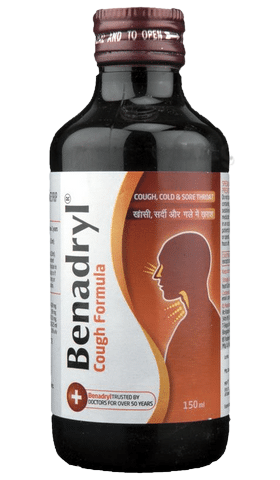 AND TO OPEN
COUGH, COLD & SORE THROAT
खांसी, सर्दी और गले में खराश
Benadryl
Cough Formula
Benadryl TRUSTED BY
DOCTORS FOR OVER 50 YEARS
150 ml